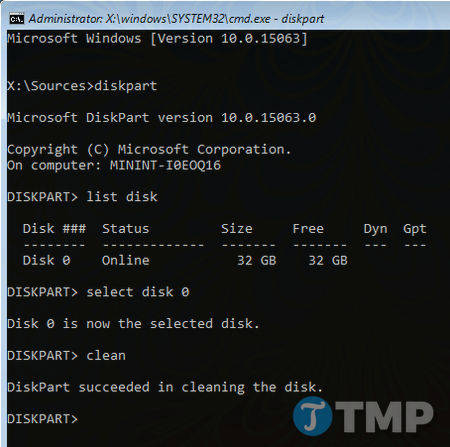 Administrator: X:\windows\SYSTEM32\cmd.exe - diskpart
Microsoft Windows [Version 10.0.15063]
X:\Sources>diskpart
Microsoft DiskPart version 10.0.15063.0
Copyright (C) Microsoft Corporation.
On computer: MININT-I0EOQ16
DISKPART> list disk
Disk ###  Status         Size     Free     Dyn  Gpt
--------  -------------  -------  -------  ---  ---
Disk 0    Online           32 GB    32 GB
DISKPART> select disk 0
Disk 0 is now the selected disk.
DISKPART> clean
DiskPart succeeded in cleaning the disk.
DISKPART>
TMP